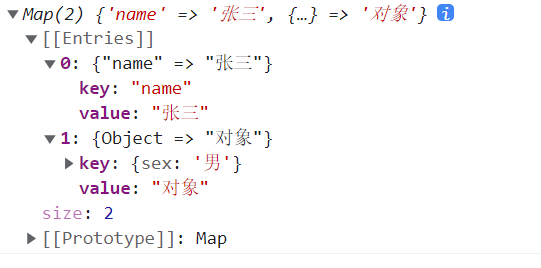 Map(2) {'name' => '张三', {…} => '对象'} i
[[Entries]]
0: {"name" => "张三"}
key: "name"
value: "张三"
1: {Object => "对象"}
key: {sex: '男'}
value: "对象"
size: 2
[[Prototype]]: Map